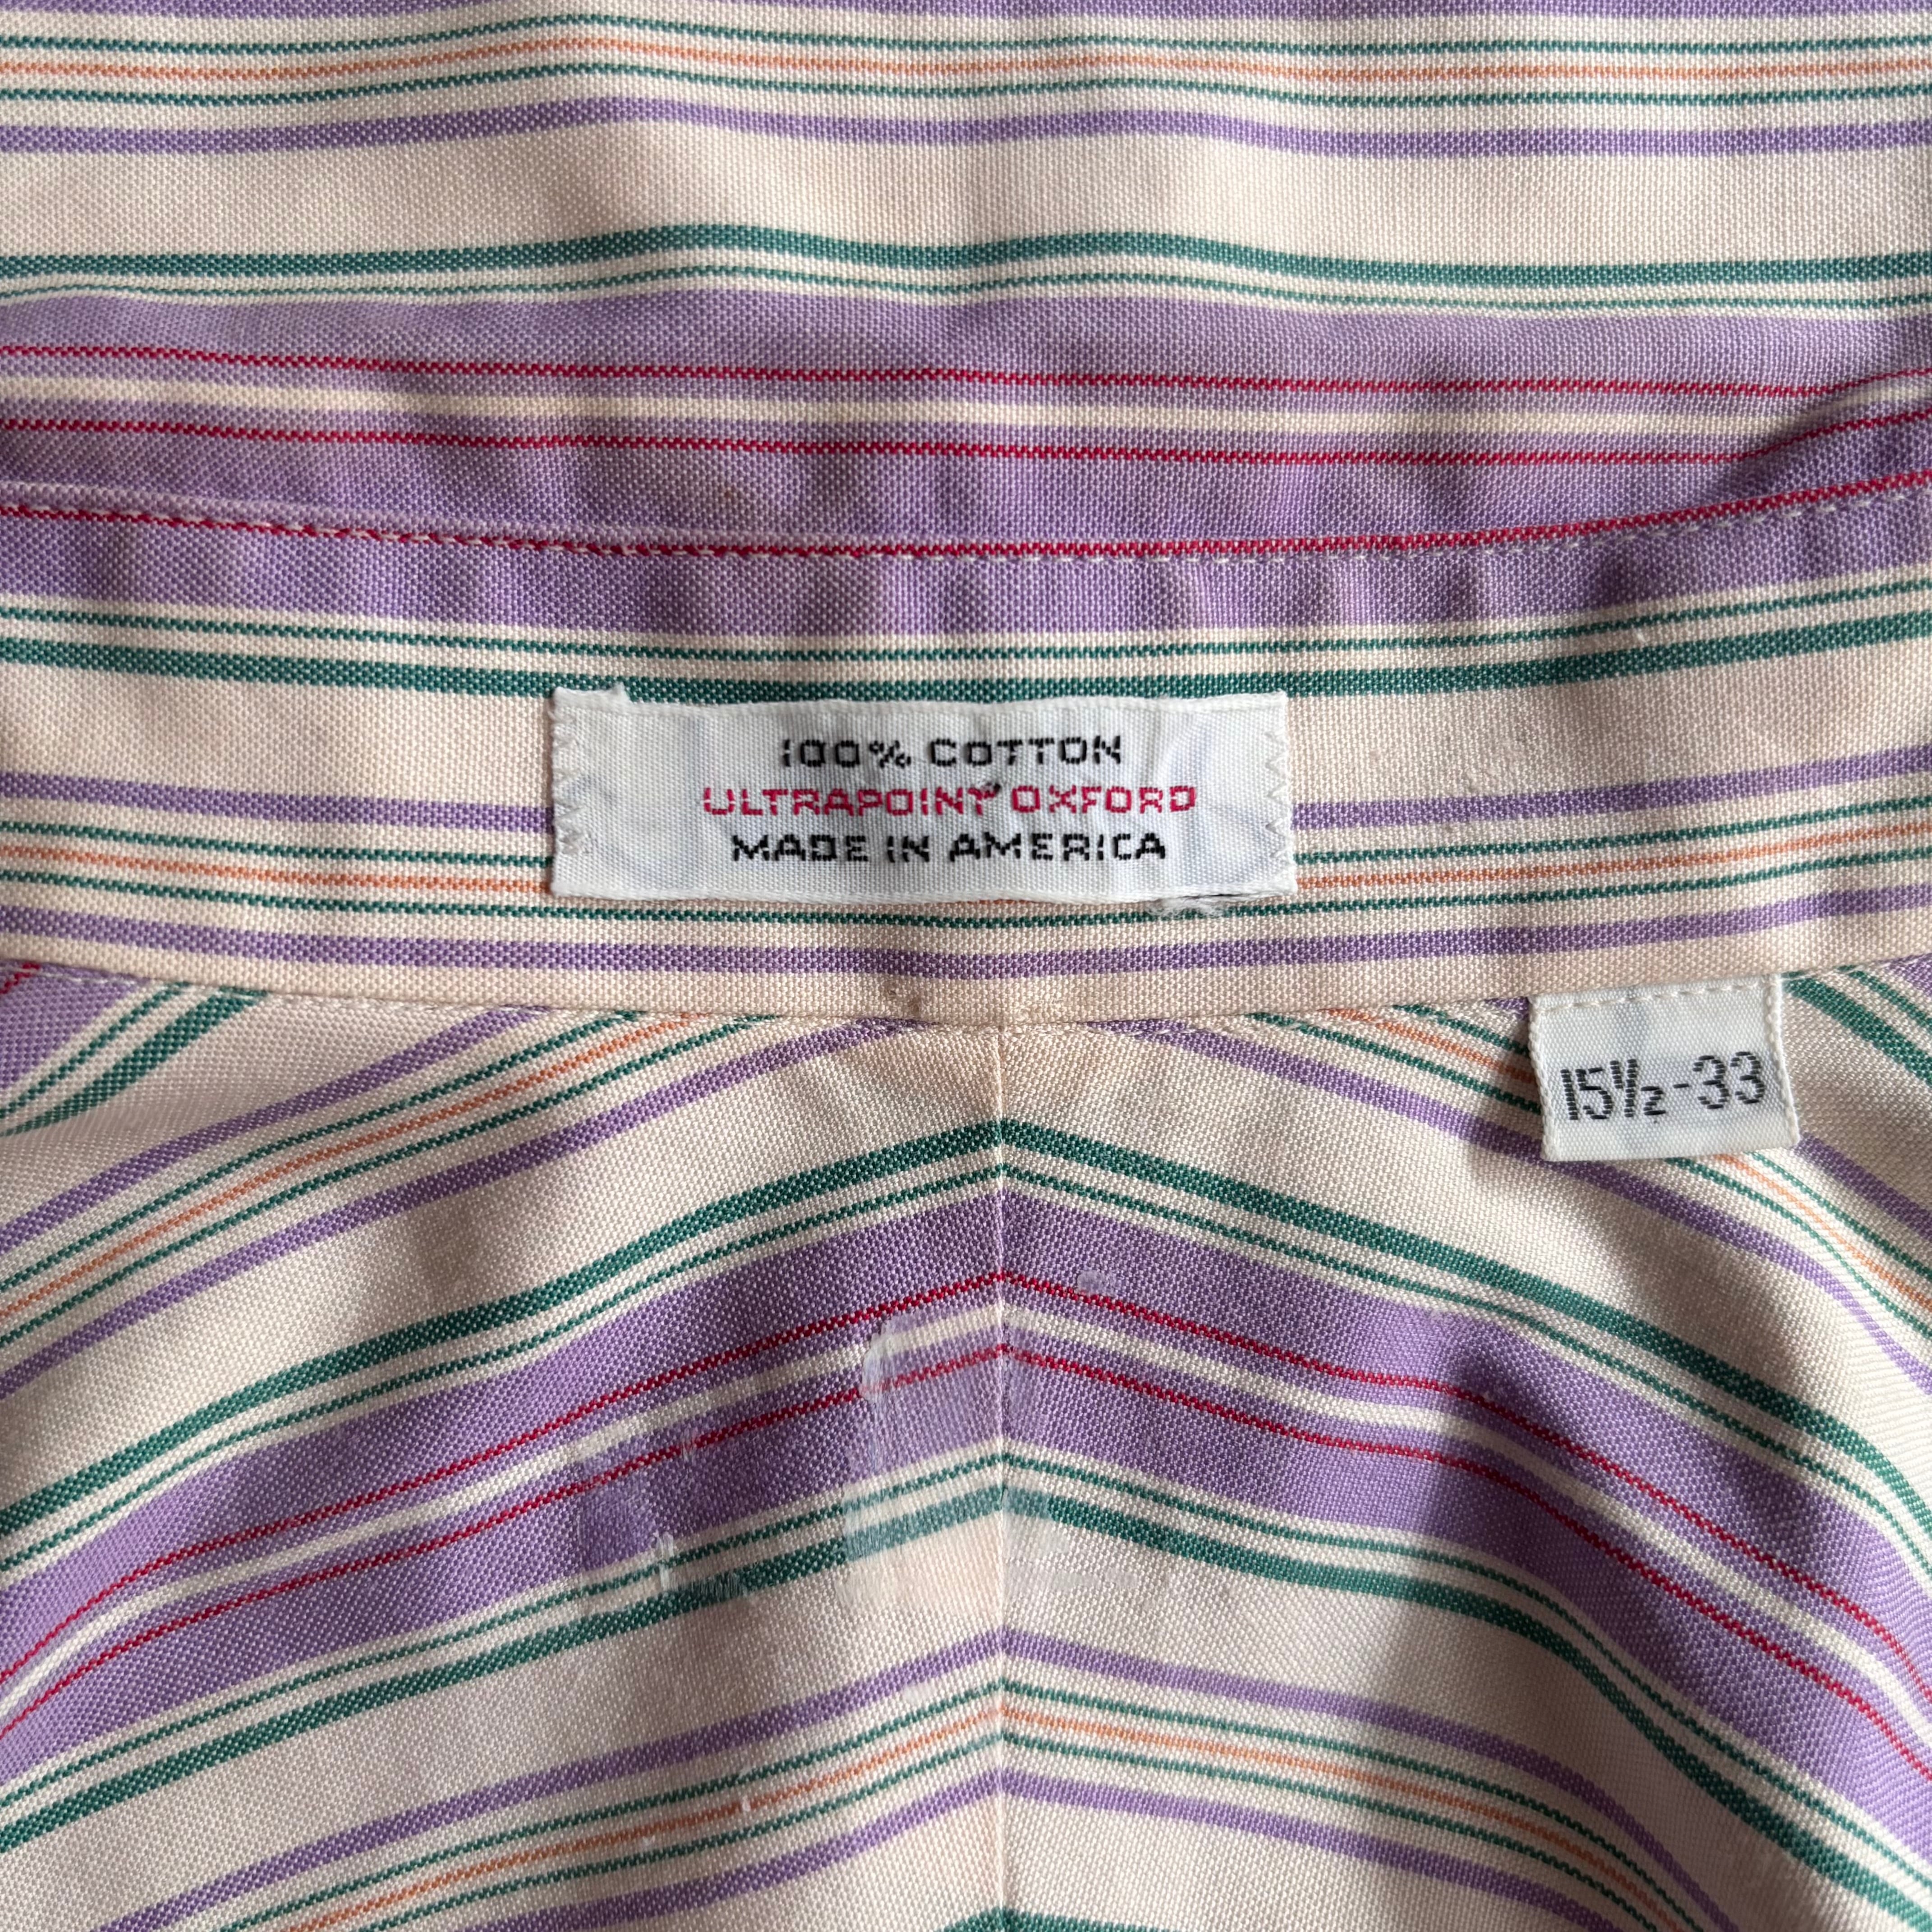 100% COTTON
ULTRAPOINT OXFORD
MADE IN AMERICA
15½-33